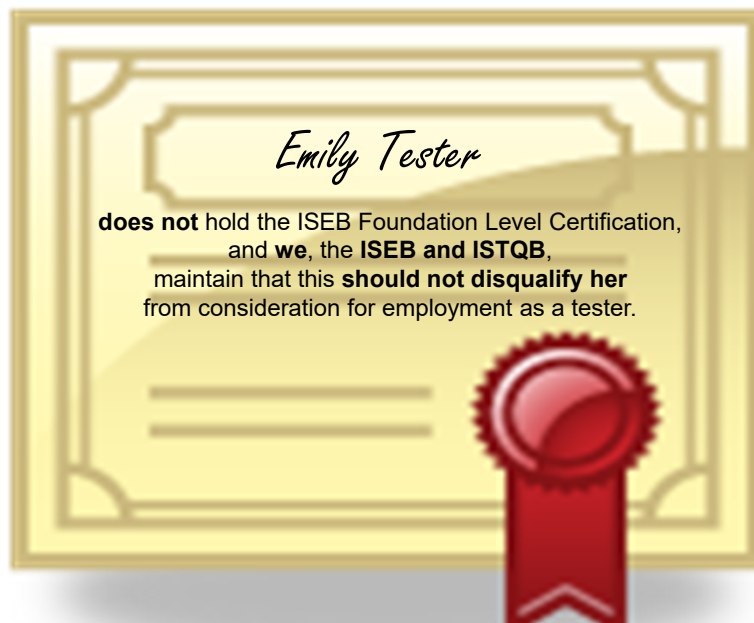 Emily Tester
does not hold the ISEB Foundation Level Certification,
and we, the ISEB and ISTQB,
maintain that this should not disqualify her
from consideration for employment as a tester.